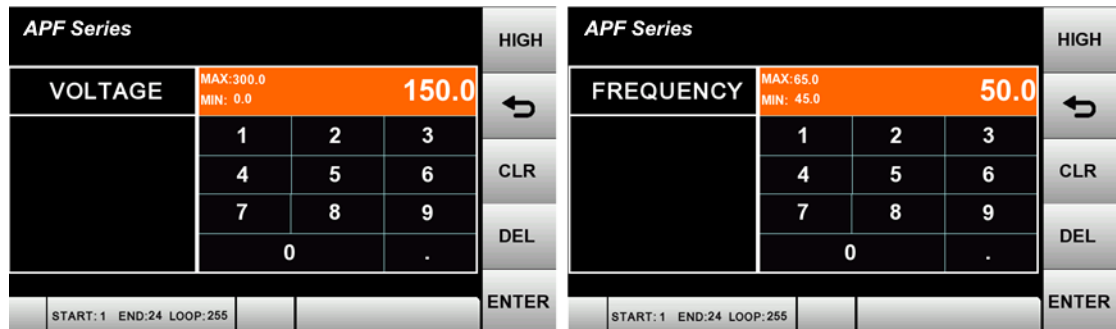 APF Series
HIGH
VOLTAGE
MAX:300.0
MIN: 0.0
150.0
1 2 3
4 5 6
CLR
7 8 9
DEL
0 .
ENTER
START:1 END:24 LOOP:255
APF Series
HIGH
FREQUENCY
MAX:65.0
MIN: 45.0
50.0
1 2 3
4 5 6
CLR
7 8 9
DEL
0 .
ENTER
START:1 END:24 LOOP:255